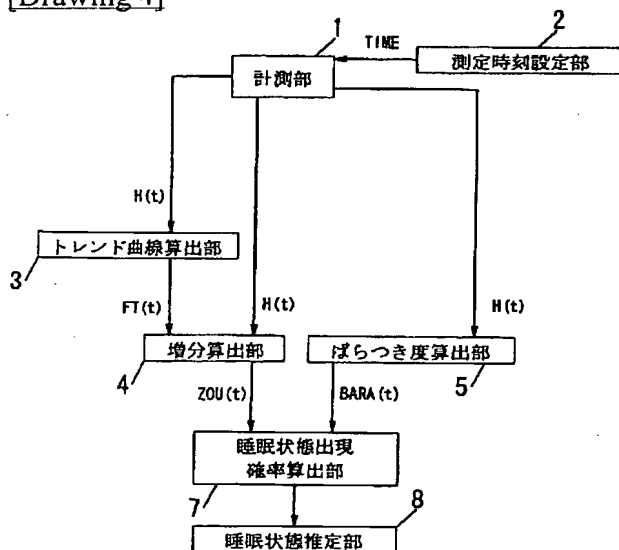 [Drawing 4]
1
TIME
2
計測部
測定時刻設定部
H(t)
トレンド曲線算出部
3
FT(t)
H(t)
H(t)
増分算出部
ばらつき度算出部
4
5
ZOU(t)
BARA(t)
睡眠状態出現
確率算出部
7
8
睡眠状態推定部